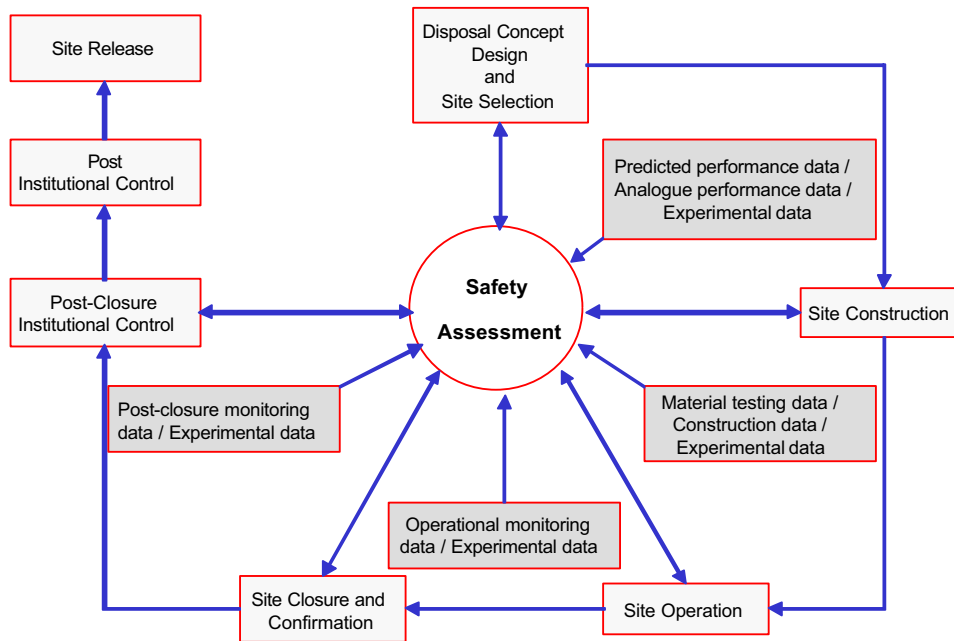 Site Release
Disposal Concept
Design
and
Site Selection
Post
Institutional Control
Predicted performance data /
Analogue performance data /
Experimental data
Safety
Assessment
Post-Closure
Institutional Control
Site Construction
Post-closure monitoring
data / Experimental data
Material testing data /
Construction data /
Experimental data
Operational monitoring
data / Experimental data
Site Closure and
Confirmation
Site Operation